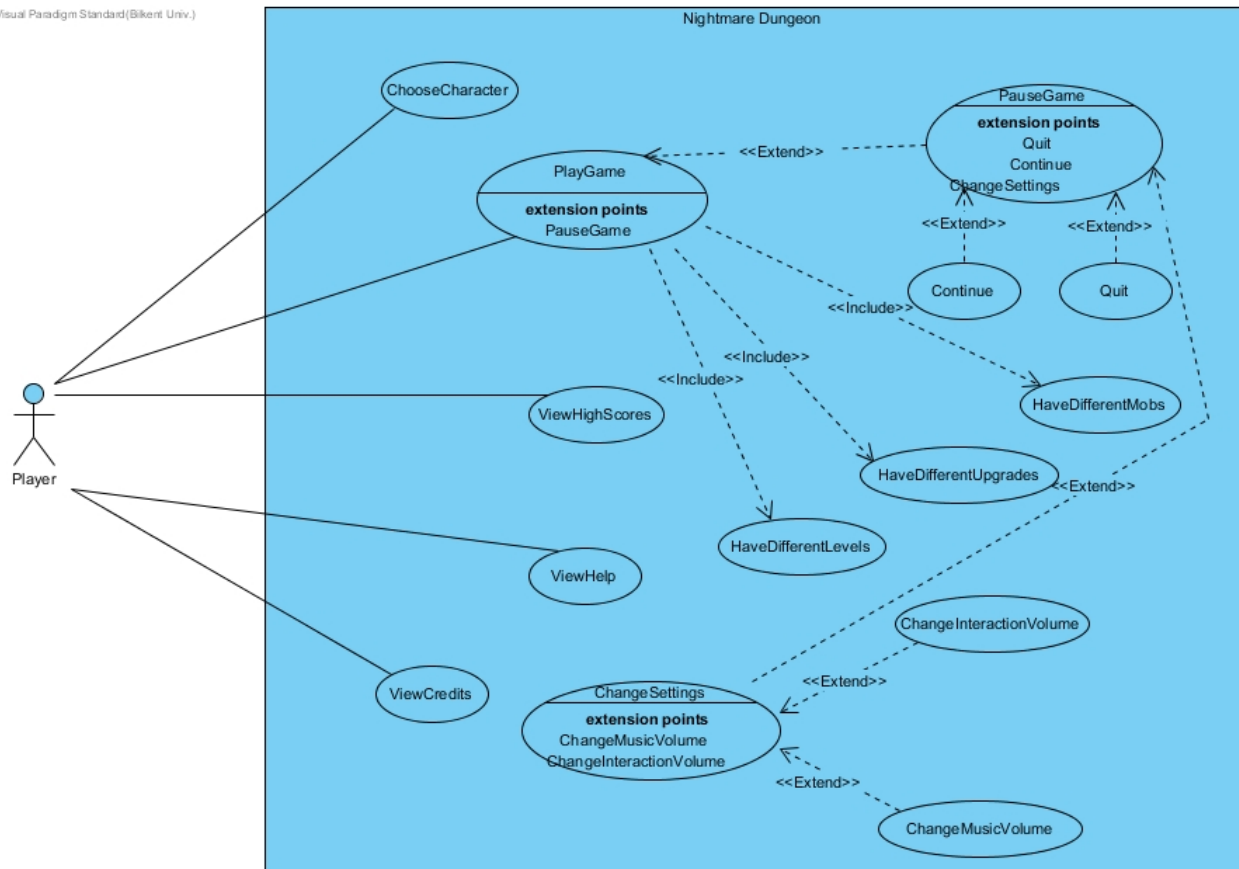 Visual Paradigm Standard(Bilkent Univ.)
Nightmare Dungeon
ChooseCharacter
PauseGame
extension points
Quit
Continue
ChangeSettings
<<Extend>>
PlayGame
extension points
PauseGame
<<Extend>>
<<Extend>>
Continue
Quit
<<Include>>
<<Include>>
<<Include>>
HaveDifferentMobs
ViewHighScores
Player
HaveDifferentUpgrades
<<Extend>>
HaveDifferentLevels
ViewHelp
ChangeInteractionVolume
<<Extend>>
ViewCredits
ChangeSettings
extension points
ChangeMusicVolume
ChangeInteractionVolume
<<Extend>>
ChangeMusicVolume